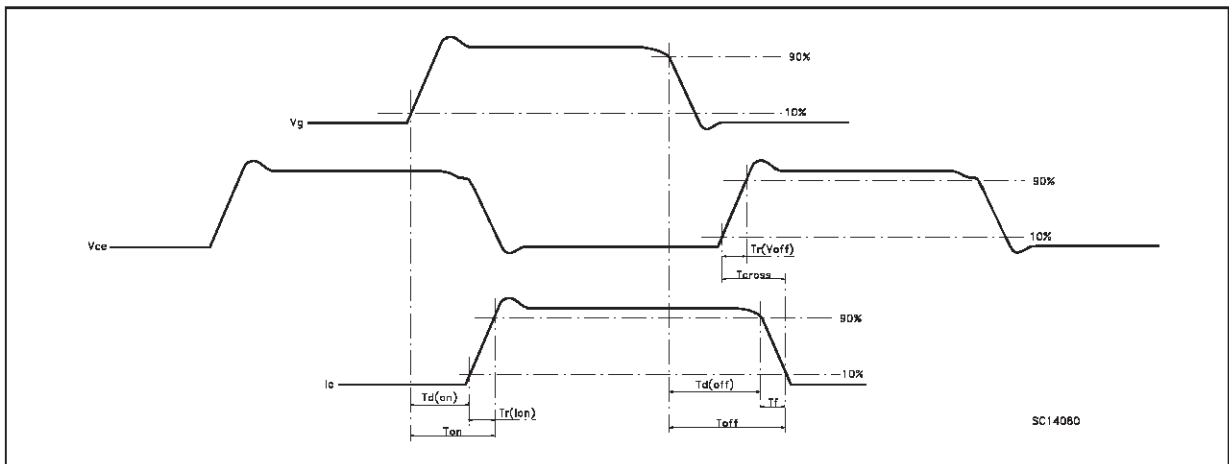 90%
10%
Vg
90%
Vce
10%
Tr(Voff)
Tcross
90%
10%
Ic
Td(on)
Td(off)
Tr(Ion)
Tf
Ton
Toff
SC14080